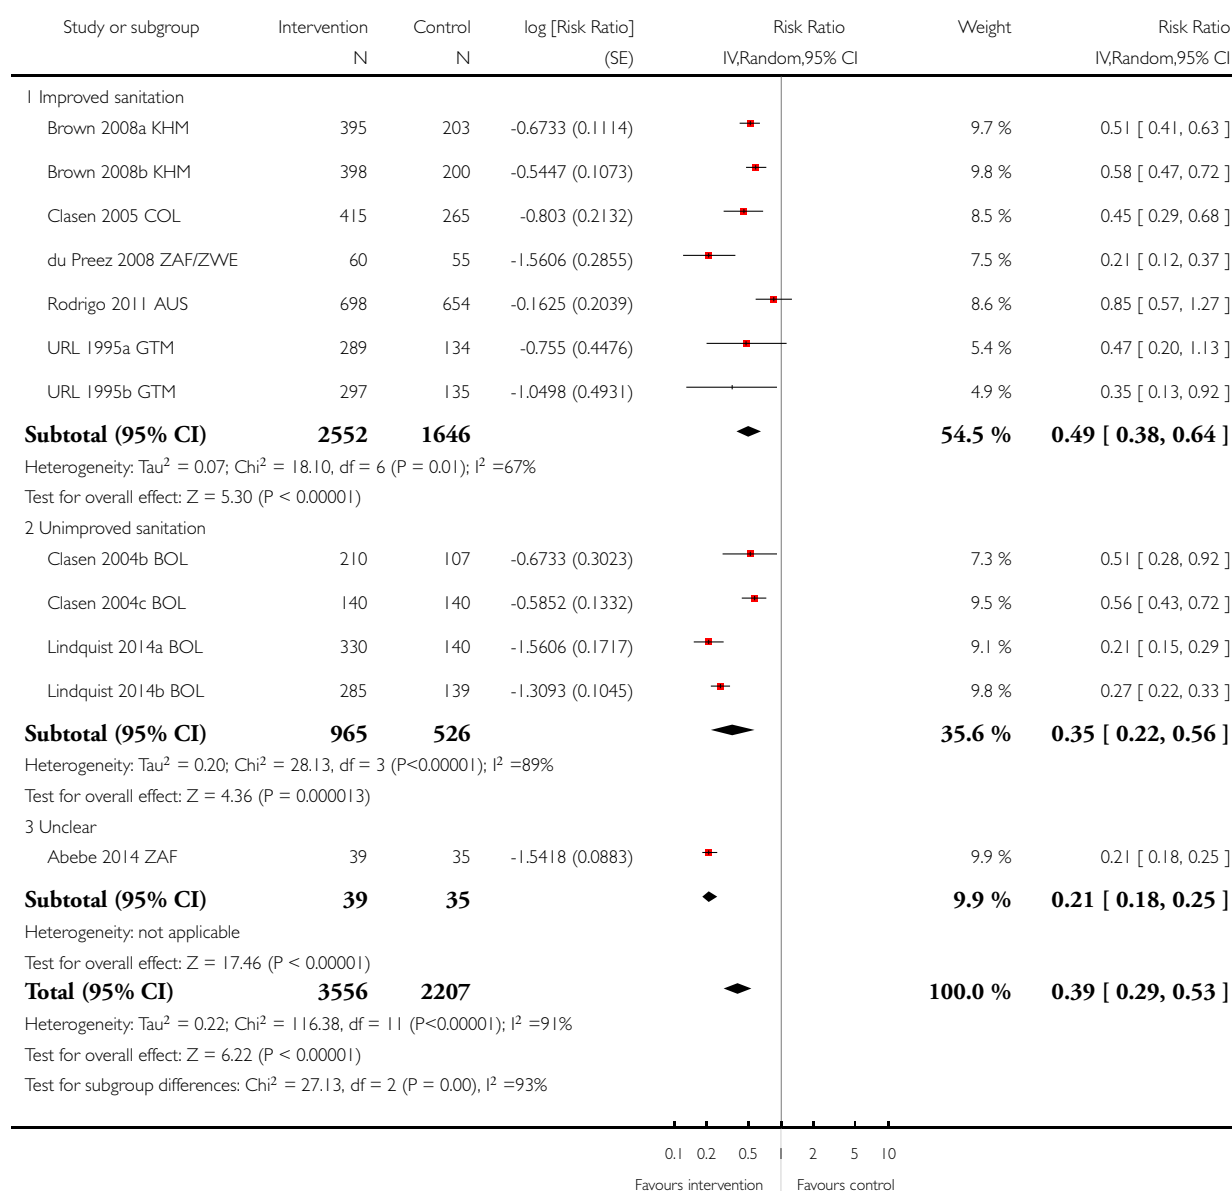 Study or subgroup Intervention Control log [Risk Ratio] Risk Ratio Weight Risk Ratio
N N (SE) IV,Random,95% CI IV,Random,95% CI
1 Improved sanitation
Brown 2008a KHM 395 203 -0.6733 (0.1114) 9.7 % 0.51 [ 0.41, 0.63 ]
Brown 2008b KHM 398 200 -0.5447 (0.1073) 9.8 % 0.58 [ 0.47, 0.72 ]
Clasen 2005 COL 415 265 -0.803 (0.2132) 8.5 % 0.45 [ 0.29, 0.68 ]
du Preez 2008 ZAF/ZWE 60 55 -1.5606 (0.2855) 7.5 % 0.21 [ 0.12, 0.37 ]
Rodrigo 2011 AUS 698 654 -0.1625 (0.2039) 8.6 % 0.85 [ 0.57, 1.27 ]
URL 1995a GTM 289 134 -0.755 (0.4476) 5.4 % 0.47 [ 0.20, 1.13 ]
URL 1995b GTM 297 135 -1.0498 (0.4931) 4.9 % 0.35 [ 0.13, 0.92 ]
Subtotal (95% CI) 2552 1646 54.5 % 0.49 [ 0.38, 0.64 ]
Heterogeneity: Tau² = 0.07; Chi² = 18.10, df = 6 (P = 0.01); I² =67%
Test for overall effect: Z = 5.30 (P < 0.00001)
2 Unimproved sanitation
Clasen 2004b BOL 210 107 -0.6733 (0.3023) 7.3 % 0.51 [ 0.28, 0.92 ]
Clasen 2004c BOL 140 140 -0.5852 (0.1332) 9.5 % 0.56 [ 0.43, 0.72 ]
Lindquist 2014a BOL 330 140 -1.5606 (0.1717) 9.1 % 0.21 [ 0.15, 0.29 ]
Lindquist 2014b BOL 285 139 -1.3093 (0.1045) 9.8 % 0.27 [ 0.22, 0.33 ]
Subtotal (95% CI) 965 526 35.6 % 0.35 [ 0.22, 0.56 ]
Heterogeneity: Tau² = 0.20; Chi² = 28.13, df = 3 (P<0.00001); I² =89%
Test for overall effect: Z = 4.36 (P = 0.000013)
3 Unclear
Abebe 2014 ZAF 39 35 -1.5418 (0.0883) 9.9 % 0.21 [ 0.18, 0.25 ]
Subtotal (95% CI) 39 35 9.9 % 0.21 [ 0.18, 0.25 ]
Heterogeneity: not applicable
Test for overall effect: Z = 17.46 (P < 0.00001)
Total (95% CI) 3556 2207 100.0 % 0.39 [ 0.29, 0.53 ]
Heterogeneity: Tau² = 0.22; Chi² = 116.38, df = 11 (P<0.00001); I² =91%
Test for overall effect: Z = 6.22 (P < 0.00001)
Test for subgroup differences: Chi² = 27.13, df = 2 (P = 0.00), I² =93%
0.1 0.2 0.5 1 2 5 10
Favours intervention Favours control